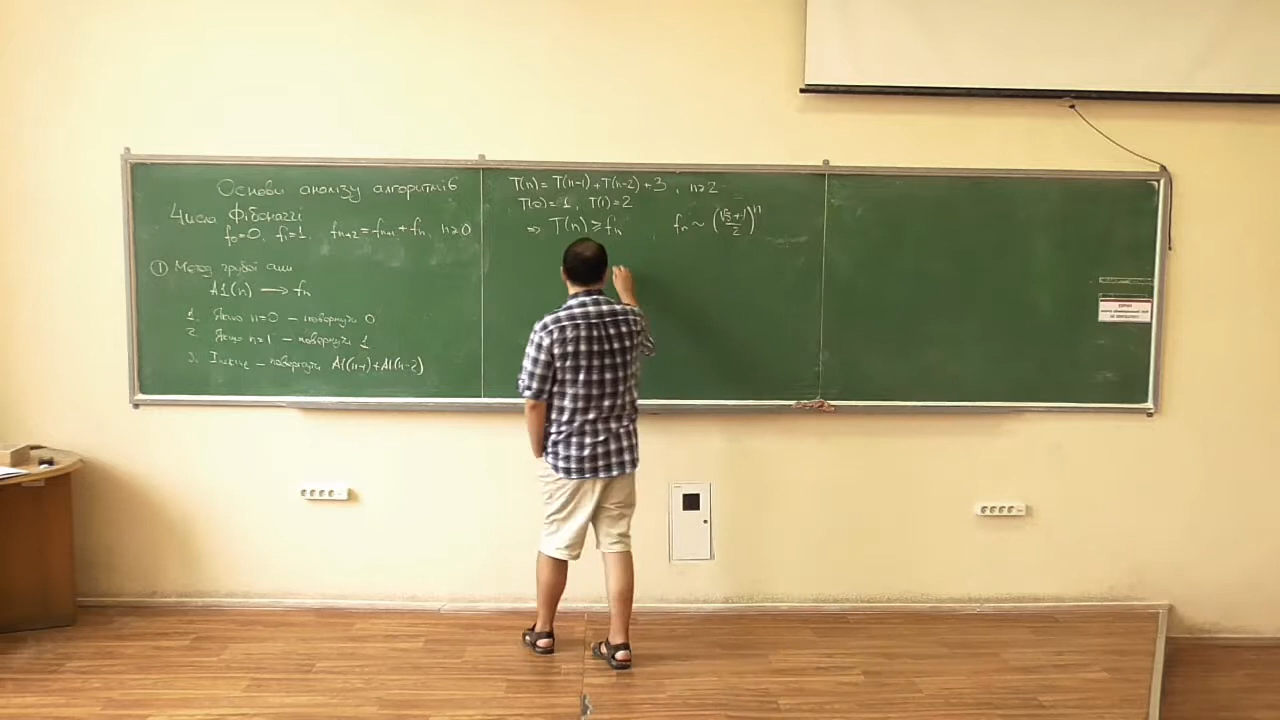 Основи аналізу алгоритмів
Числа Фібоначчі
f₀=0, f₁=1, fₙ₊₂=fₙ₊₁+fₙ, n≥0
① Метод грубої сили
A1(n) → fₙ
1. Якщо n=0 – повернути 0
2. Якщо n=1 – повернути 1
3. Інакше – повернути A1(n-1)+A1(n-2)
T(n)=T(n-1)+T(n-2)+3, n≥2
T(0)=1, T(1)=2
⇒ T(n)≥fₙ, fₙ ~ ((√5+1)/2)ⁿ